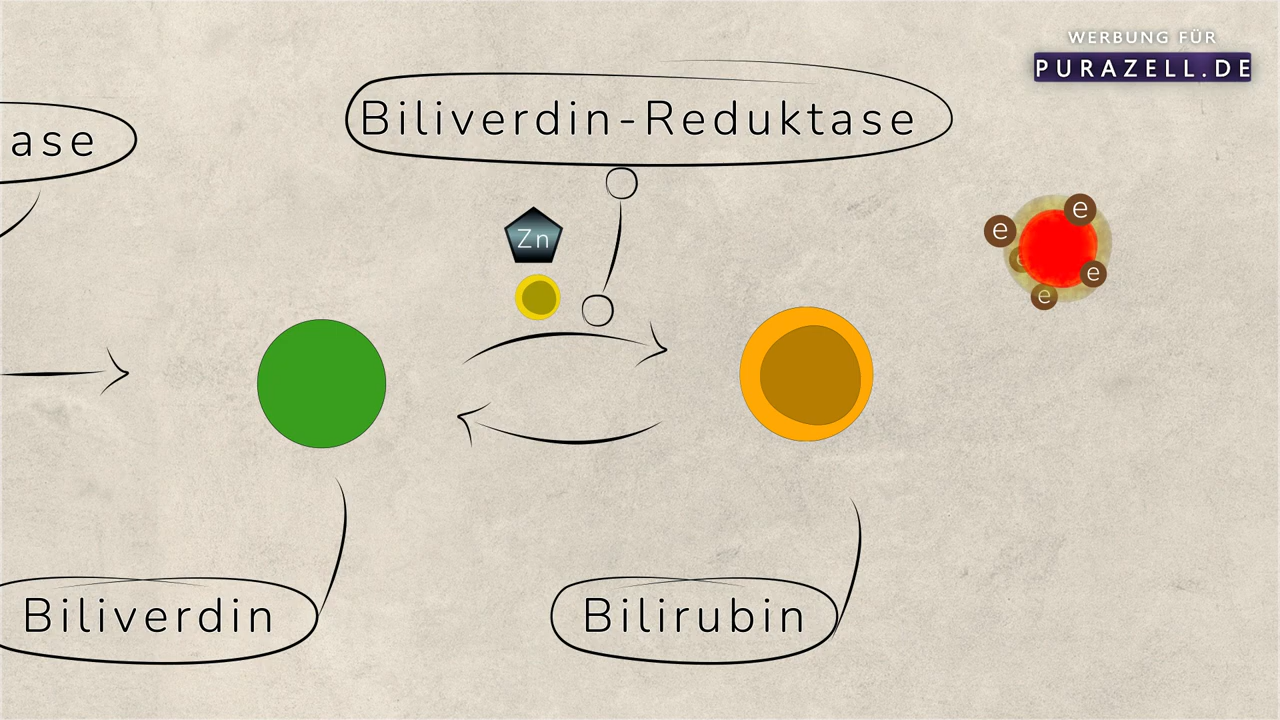 WERBUNG FÜR
PURAZELL.DE
Biliverdin-Reduktase
ase
Zn
e
e
e
e
e
Biliverdin
Bilirubin